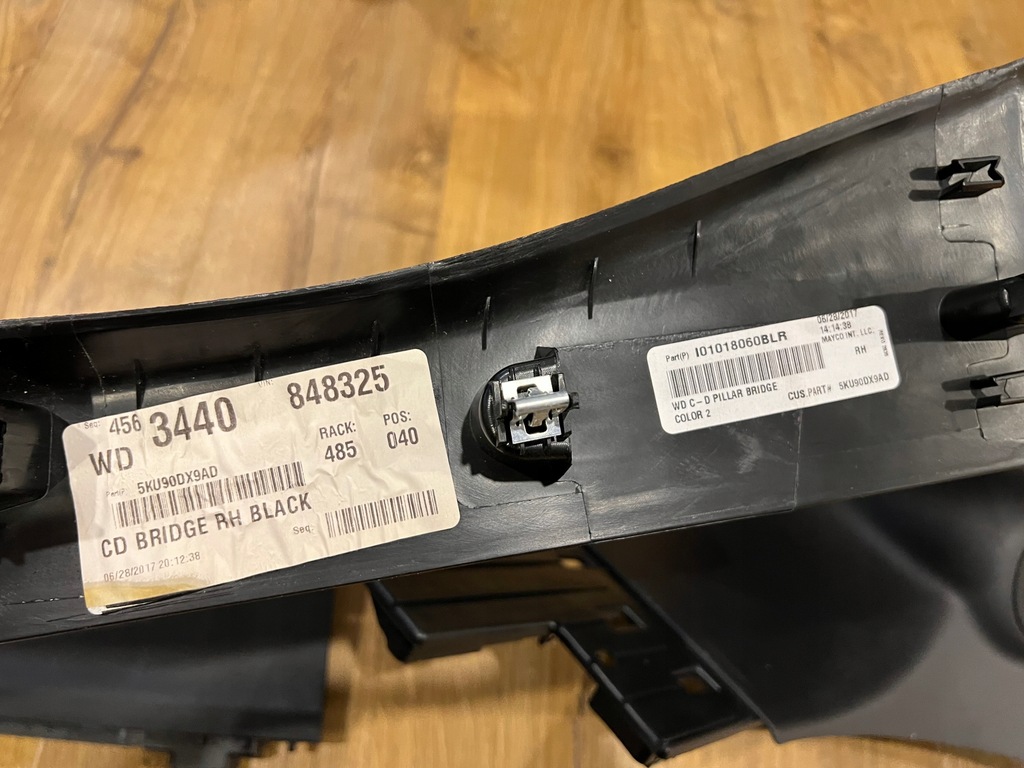 Seq: 456 3440 V/N: 848325
WD RACK: 485 POS: 040
Part(P) 5KU90DX9AD
CD BRIDGE RH BLACK
Seq:
06/28/2017 20:12:38
Part(P) I01018060BLR
06/28/2017
14:14:38
MAYCO INT., LLC.
RH
WD C-D PILLAR BRIDGE
CUS.PART# 5KU90DX9AD
COLOR 2